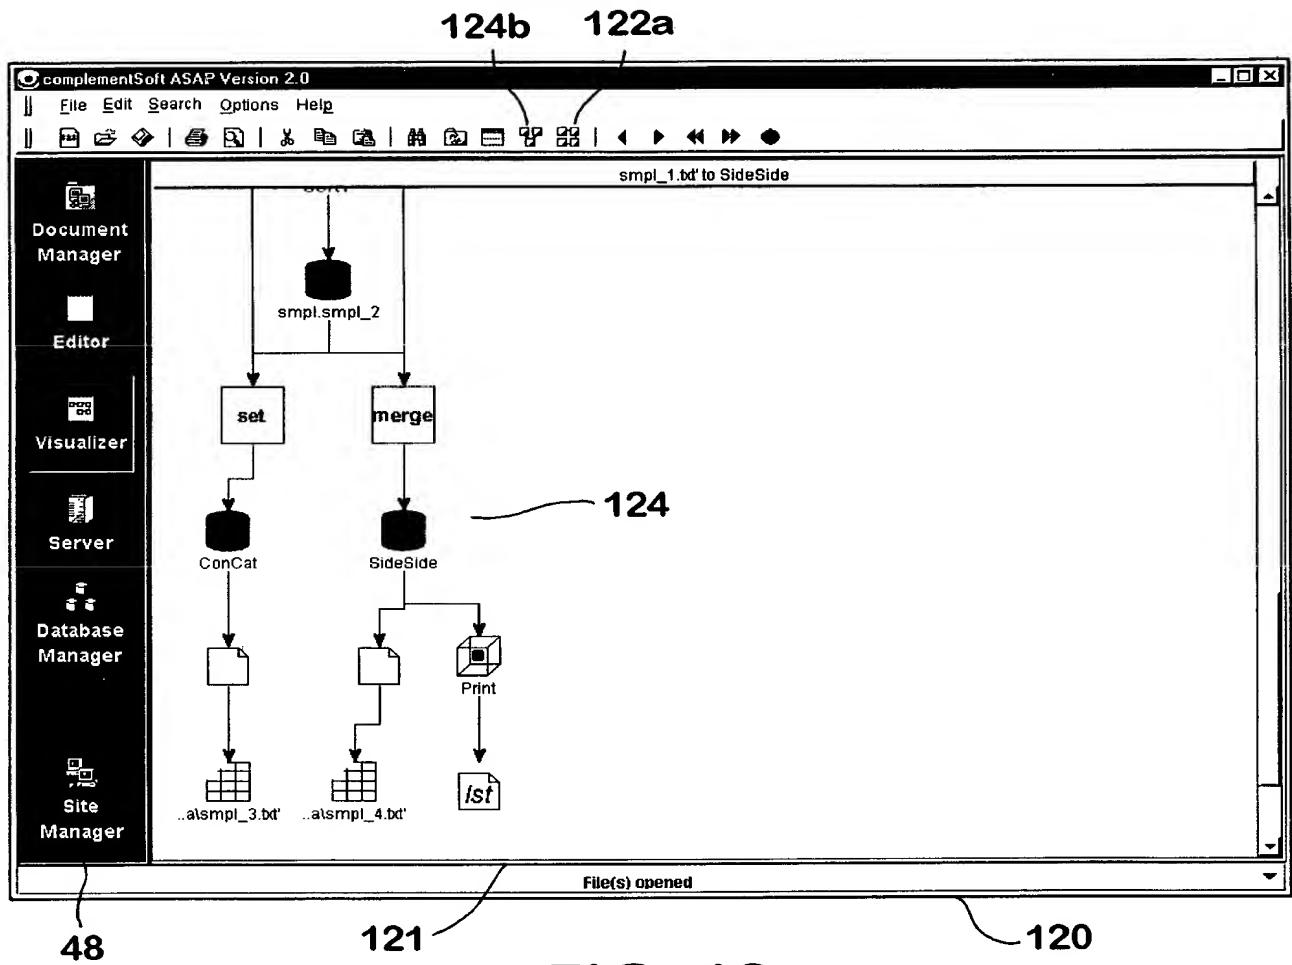 124b 122a
complementSoft ASAP Version 2.0
File Edit Search Options Help
smpl_1.txt' to SideSide
Document
Manager
smpl.smpl_2
Editor
set merge
Visualizer
124
Server
ConCat SideSide
Database
Manager
Print
lst
Site
Manager
..a\smpl_3.txt' ..a\smpl_4.txt'
File(s) opened
48 121 120